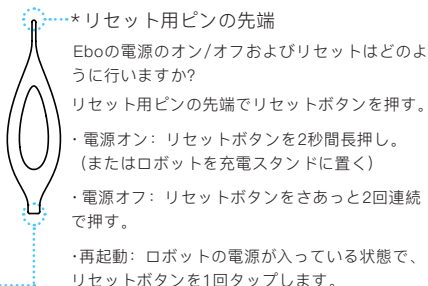 *リセット用ピンの先端
Eboの電源のオン/オフおよびリセットはどのよ
うに行いますか?
リセット用ピンの先端でリセットボタンを押す。
・電源オン: リセットボタンを2秒間長押し。
（またはロボットを充電スタンドに置く）
・電源オフ: リセットボタンをさあっと2回連続
で押す。
・再起動: ロボットの電源が入っている状態で、
リセットボタンを1回タップします。